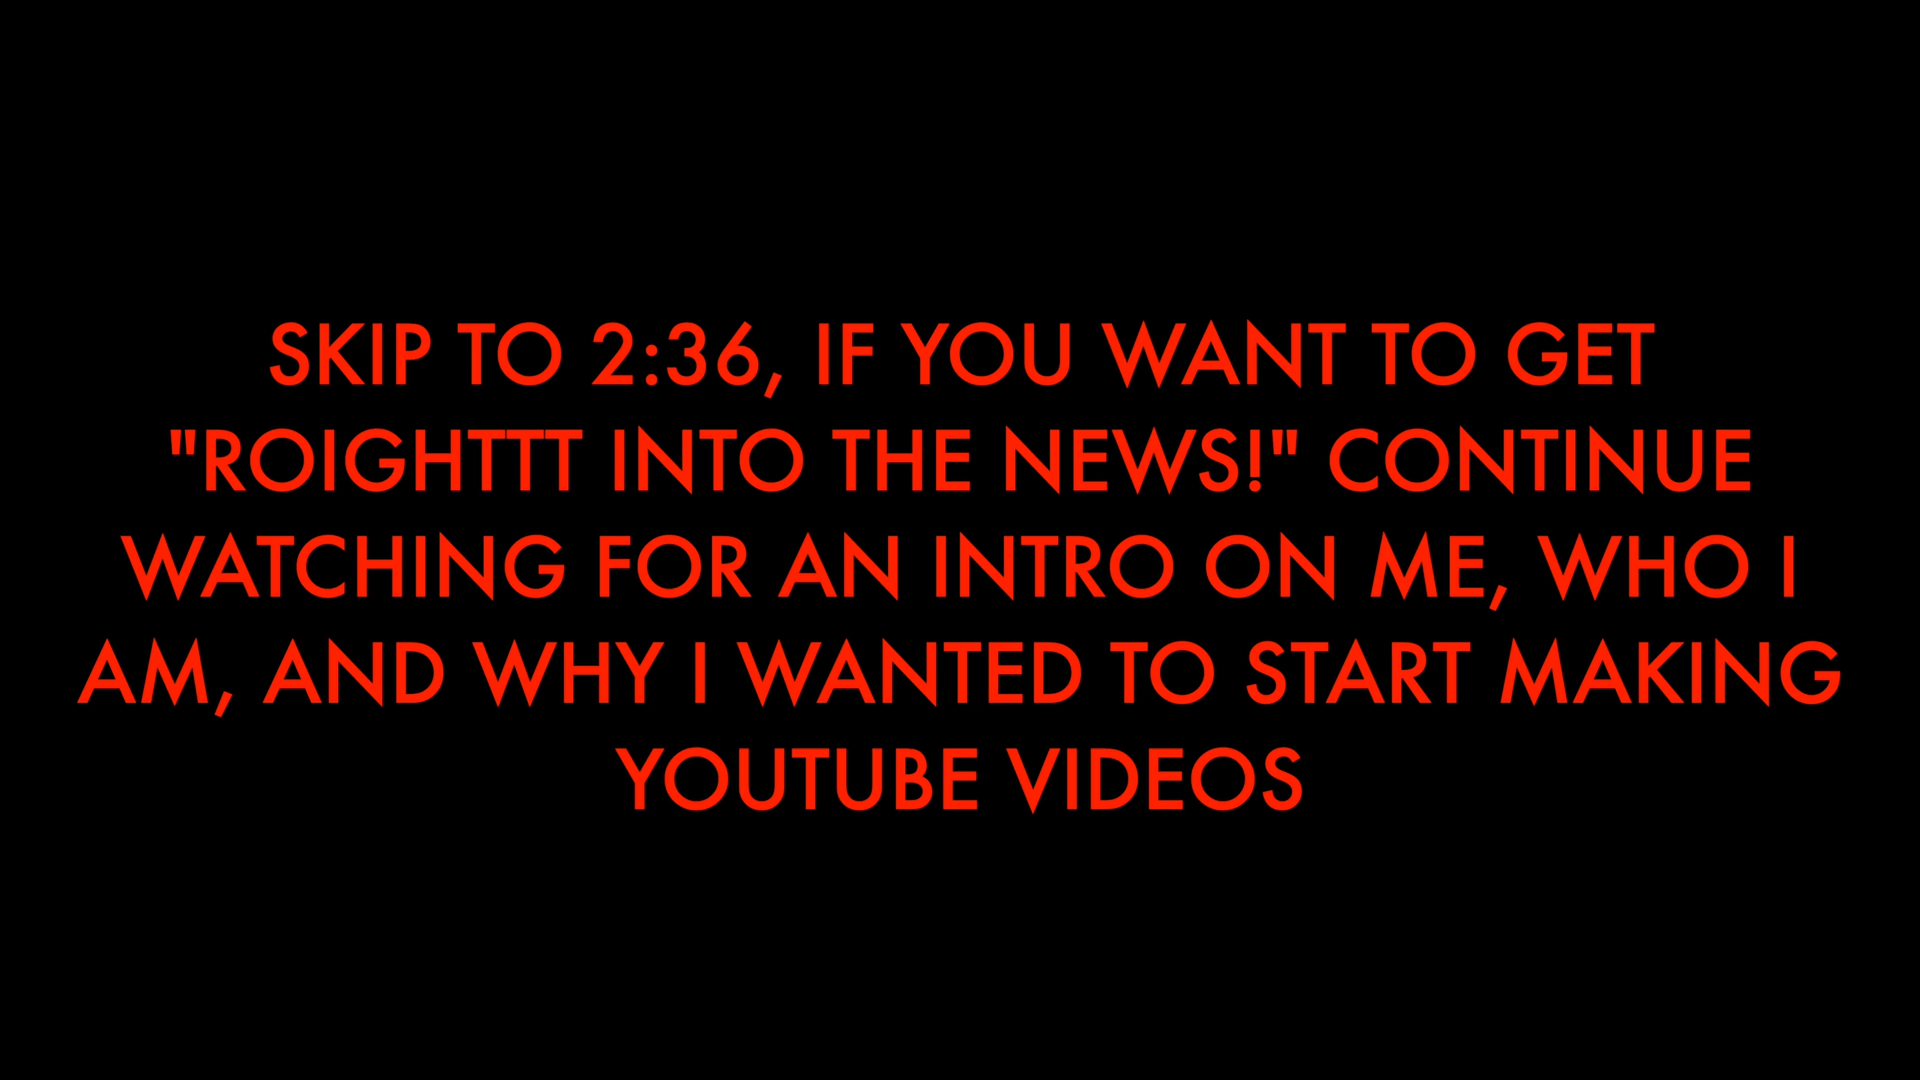 SKIP TO 2:36, IF YOU WANT TO GET
"ROIGHTTT INTO THE NEWS!" CONTINUE
WATCHING FOR AN INTRO ON ME, WHO I
AM, AND WHY I WANTED TO START MAKING
YOUTUBE VIDEOS